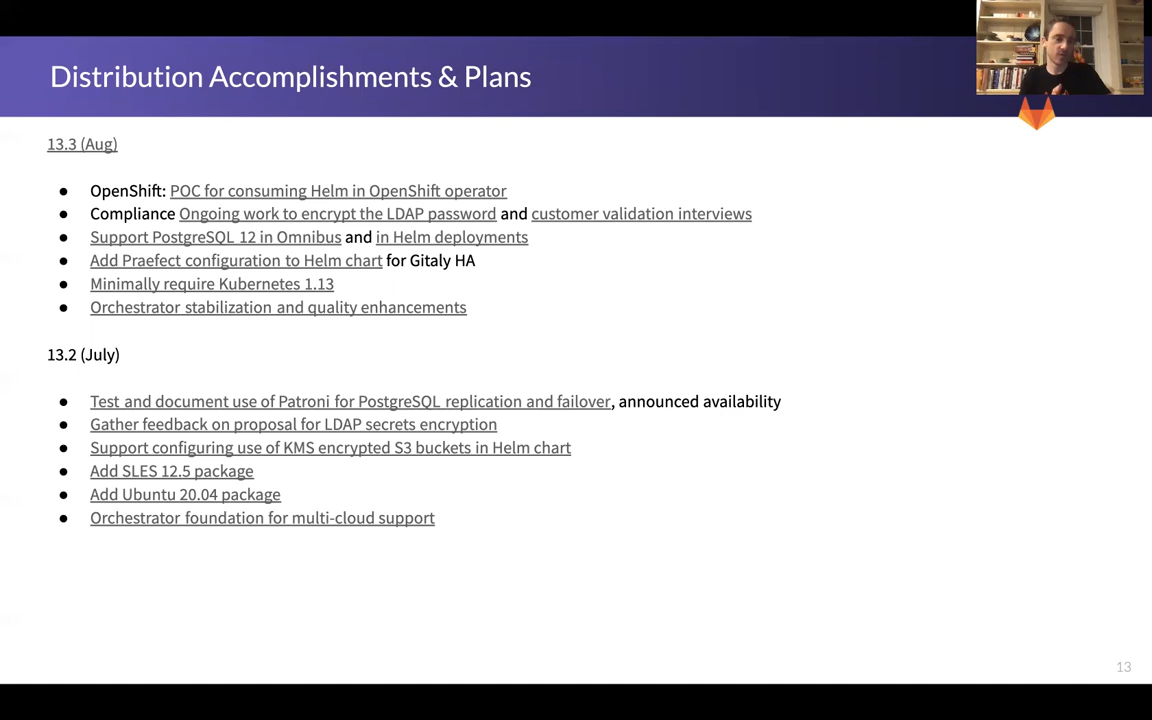 Distribution Accomplishments & Plans
13.3 (Aug)
● OpenShift: POC for consuming Helm in OpenShift operator
● Compliance Ongoing work to encrypt the LDAP password and customer validation interviews
● Support PostgreSQL 12 in Omnibus and in Helm deployments
● Add Praefect configuration to Helm chart for Gitaly HA
● Minimally require Kubernetes 1.13
● Orchestrator stabilization and quality enhancements
13.2 (July)
● Test and document use of Patroni for PostgreSQL replication and failover, announced availability
● Gather feedback on proposal for LDAP secrets encryption
● Support configuring use of KMS encrypted S3 buckets in Helm chart
● Add SLES 12.5 package
● Add Ubuntu 20.04 package
● Orchestrator foundation for multi-cloud support
13